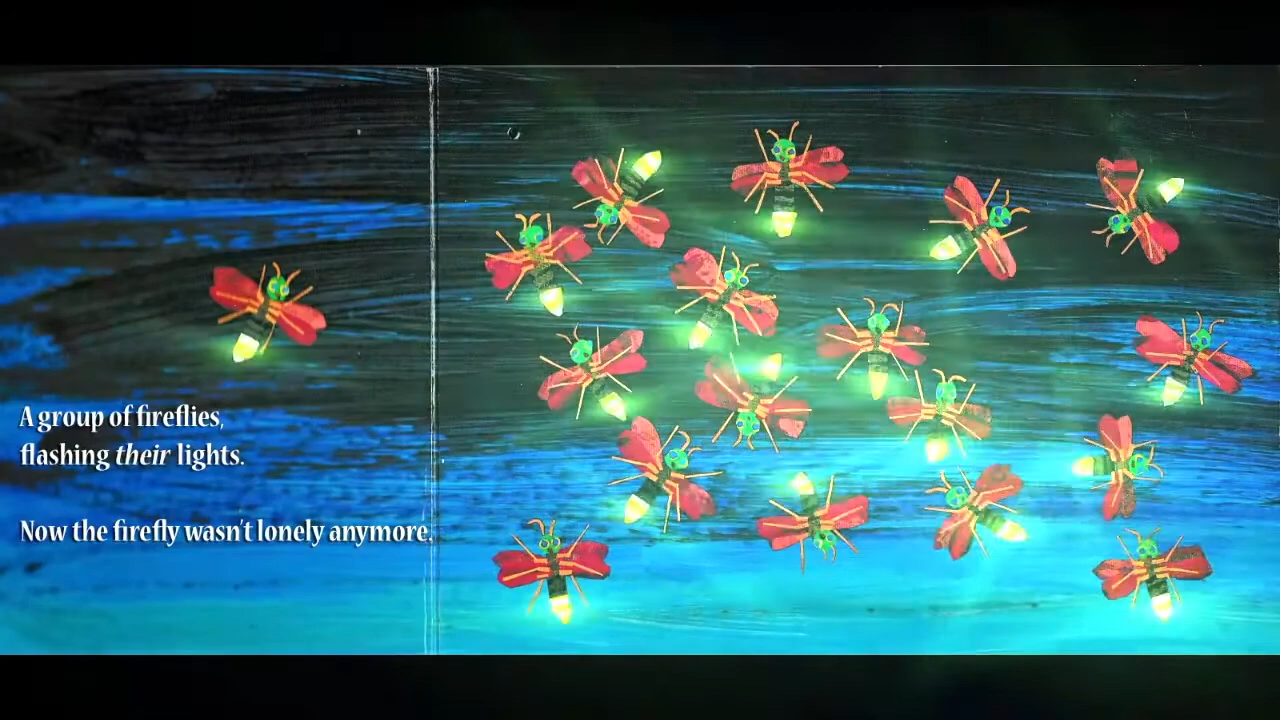 A group of fireflies,
flashing their lights.
Now the firefly wasn't lonely anymore.